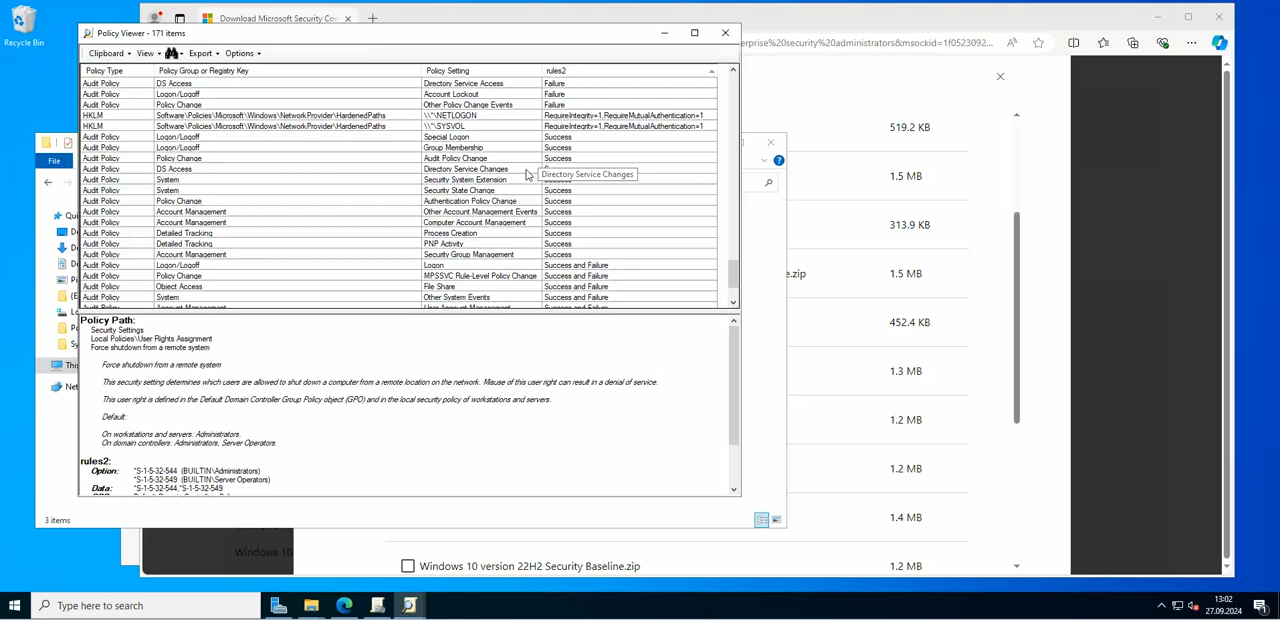 Recycle Bin
Download Microsoft Security Co
Policy Viewer - 171 items
Clipboard View Export Options
erprise%20security%20administrators&msockid=1f0523092...
Policy Type Policy Group or Registry Key Policy Setting rules2
Audit Policy DS Access Directory Service Access Failure
Audit Policy Logon/Logoff Account Lockout Failure
Audit Policy Policy Change Other Policy Change Events Failure
HKLM Software\Policies\Microsoft\Windows\NetworkProvider\HardenedPaths \\*\NETLOGON RequireIntegrity=1,RequireMutualAuthentication=1
HKLM Software\Policies\Microsoft\Windows\NetworkProvider\HardenedPaths \\*\SYSVOL RequireIntegrity=1,RequireMutualAuthentication=1
Audit Policy Logon/Logoff Special Logon Success
Audit Policy Logon/Logoff Group Membership Success
Audit Policy Policy Change Audit Policy Change Success
Audit Policy DS Access Directory Service Changes
Directory Service Changes
Audit Policy System Security System Extension Success
Audit Policy System Security State Change Success
Audit Policy Policy Change Authentication Policy Change Success
Audit Policy Account Management Other Account Management Events Success
Audit Policy Account Management Computer Account Management Success
Audit Policy Detailed Tracking Process Creation Success
Audit Policy Detailed Tracking PNP Activity Success
Audit Policy Account Management Security Group Management Success
Audit Policy Logon/Logoff Logon Success and Failure
Audit Policy Policy Change MPSSVC Rule-Level Policy Change Success and Failure
Audit Policy Object Access File Share Success and Failure
Audit Policy System Other System Events Success and Failure
Policy Path:
Security Settings
Local Policies\User Rights Assignment
Force shutdown from a remote system
Force shutdown from a remote system
This security setting determines which users are allowed to shut down a computer from a remote location on the network. Misuse of this user right can result in a denial of service.
This user right is defined in the Default Domain Controller Group Policy object (GPO) and in the local security policy of workstations and servers.
Default:
On workstations and servers: Administrators.
On domain controllers: Administrators, Server Operators.
rules2:
Option: *S-1-5-32-544 (BUILTIN\Administrators)
*S-1-5-32-549 (BUILTIN\Server Operators)
Data: *S-1-5-32-544,*S-1-5-32-549
File
Qui
This
Net
3 items
519.2 KB
1.5 MB
313.9 KB
e.zip 1.5 MB
452.4 KB
1.3 MB
1.2 MB
1.2 MB
1.4 MB
Windows 10
Windows 10 version 22H2 Security Baseline.zip 1.2 MB
Type here to search
13:02
27.09.2024
1